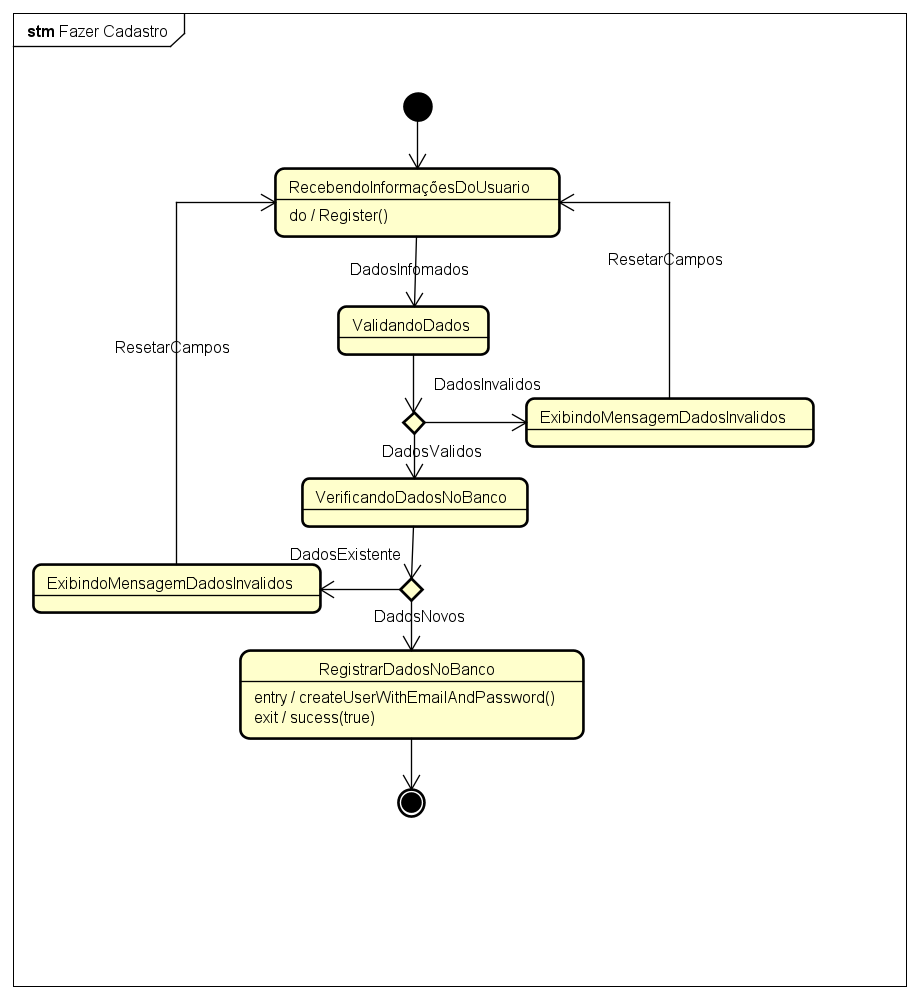 stm Fazer Cadastro
RecebendoInformaçõesDoUsuario
do / Register()
DadosInfomados
ResetarCampos
ValidandoDados
ResetarCampos
DadosInvalidos
ExibindoMensagemDadosInvalidos
DadosValidos
VerificandoDadosNoBanco
DadosExistente
ExibindoMensagemDadosInvalidos
DadosNovos
RegistrarDadosNoBanco
entry / createUserWithEmailAndPassword()
exit / sucess(true)